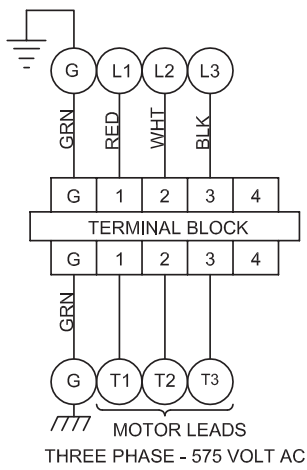 G L1 L2 L3
GRN RED WHT BLK
G 1 2 3 4
TERMINAL BLOCK
G 1 2 3 4
GRN
G T1 T2 T3
MOTOR LEADS
THREE PHASE - 575 VOLT AC